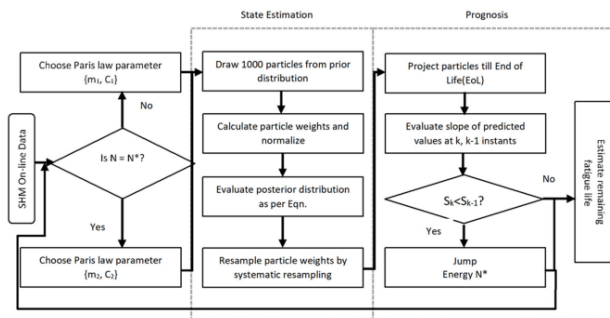 State Estimation
Prognosis
Choose Paris law parameter
{m₁, C₁}
No
SHM On-line Data
Is N = N*?
Yes
Choose Paris law parameter
{m₂, C₂}
Draw 1000 particles from prior
distribution
Calculate particle weights and
normalize
Evaluate posterior distribution
as per Eqn.
Resample particle weights by
systematic resampling
Project particles till End of
Life(EoL)
Evaluate slope of predicted
values at k, k-1 instants
Sₖ<Sₖ₋₁?
No
Yes
Jump
Energy N*
Estimate remaining
fatigue life